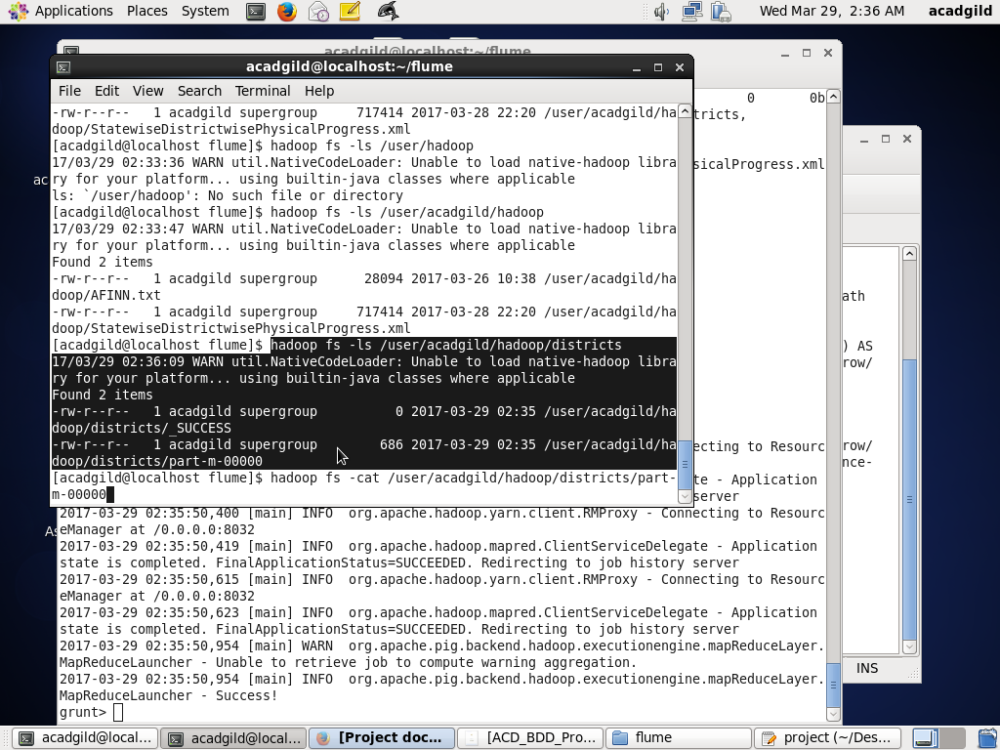 Applications Places System
Wed Mar 29, 2:36 AM acadgild
acadgild@localhost:~/flume
acadgild@localhost:~/flume
File Edit View Search Terminal Help
-rw-r--r--   1 acadgild supergroup     717414 2017-03-28 22:20 /user/acadgild/ha
doop/StatewiseDistrictwisePhysicalProgress.xml
[acadgild@localhost flume]$ hadoop fs -ls /user/hadoop
17/03/29 02:33:36 WARN util.NativeCodeLoader: Unable to load native-hadoop libra
ry for your platform... using builtin-java classes where applicable
ls: `/user/hadoop': No such file or directory
[acadgild@localhost flume]$ hadoop fs -ls /user/acadgild/hadoop
17/03/29 02:33:47 WARN util.NativeCodeLoader: Unable to load native-hadoop libra
ry for your platform... using builtin-java classes where applicable
Found 2 items
-rw-r--r--   1 acadgild supergroup      28094 2017-03-26 10:38 /user/acadgild/ha
doop/AFINN.txt
-rw-r--r--   1 acadgild supergroup     717414 2017-03-28 22:20 /user/acadgild/ha
doop/StatewiseDistrictwisePhysicalProgress.xml
[acadgild@localhost flume]$ hadoop fs -ls /user/acadgild/hadoop/districts
17/03/29 02:36:09 WARN util.NativeCodeLoader: Unable to load native-hadoop libra
ry for your platform... using builtin-java classes where applicable
Found 2 items
-rw-r--r--   1 acadgild supergroup          0 2017-03-29 02:35 /user/acadgild/ha
doop/districts/_SUCCESS
-rw-r--r--   1 acadgild supergroup        686 2017-03-29 02:35 /user/acadgild/ha
doop/districts/part-m-00000
[acadgild@localhost flume]$ hadoop fs -cat /user/acadgild/hadoop/districts/part-
m-00000
0       0b
tricts,
sicalProgress.xml
ecting to Resourc
te - Application
server
2017-03-29 02:35:50,400 [main] INFO  org.apache.hadoop.yarn.client.RMProxy - Connecting to Resourc
eManager at /0.0.0.0:8032
2017-03-29 02:35:50,419 [main] INFO  org.apache.hadoop.mapred.ClientServiceDelegate - Application
state is completed. FinalApplicationStatus=SUCCEEDED. Redirecting to job history server
2017-03-29 02:35:50,615 [main] INFO  org.apache.hadoop.yarn.client.RMProxy - Connecting to Resourc
eManager at /0.0.0.0:8032
2017-03-29 02:35:50,623 [main] INFO  org.apache.hadoop.mapred.ClientServiceDelegate - Application
state is completed. FinalApplicationStatus=SUCCEEDED. Redirecting to job history server
2017-03-29 02:35:50,954 [main] WARN  org.apache.pig.backend.hadoop.executionengine.mapReduceLayer.
MapReduceLauncher - Unable to retrieve job to compute warning aggregation.
2017-03-29 02:35:50,954 [main] INFO  org.apache.pig.backend.hadoop.executionengine.mapReduceLayer.
MapReduceLauncher - Success!
grunt>
ath
) AS
row/
row/
nce-
INS
ac
As
acadgild@local...
acadgild@local...
[Project doc...
[ACD_BDD_Pro...
flume
project (~/Des...